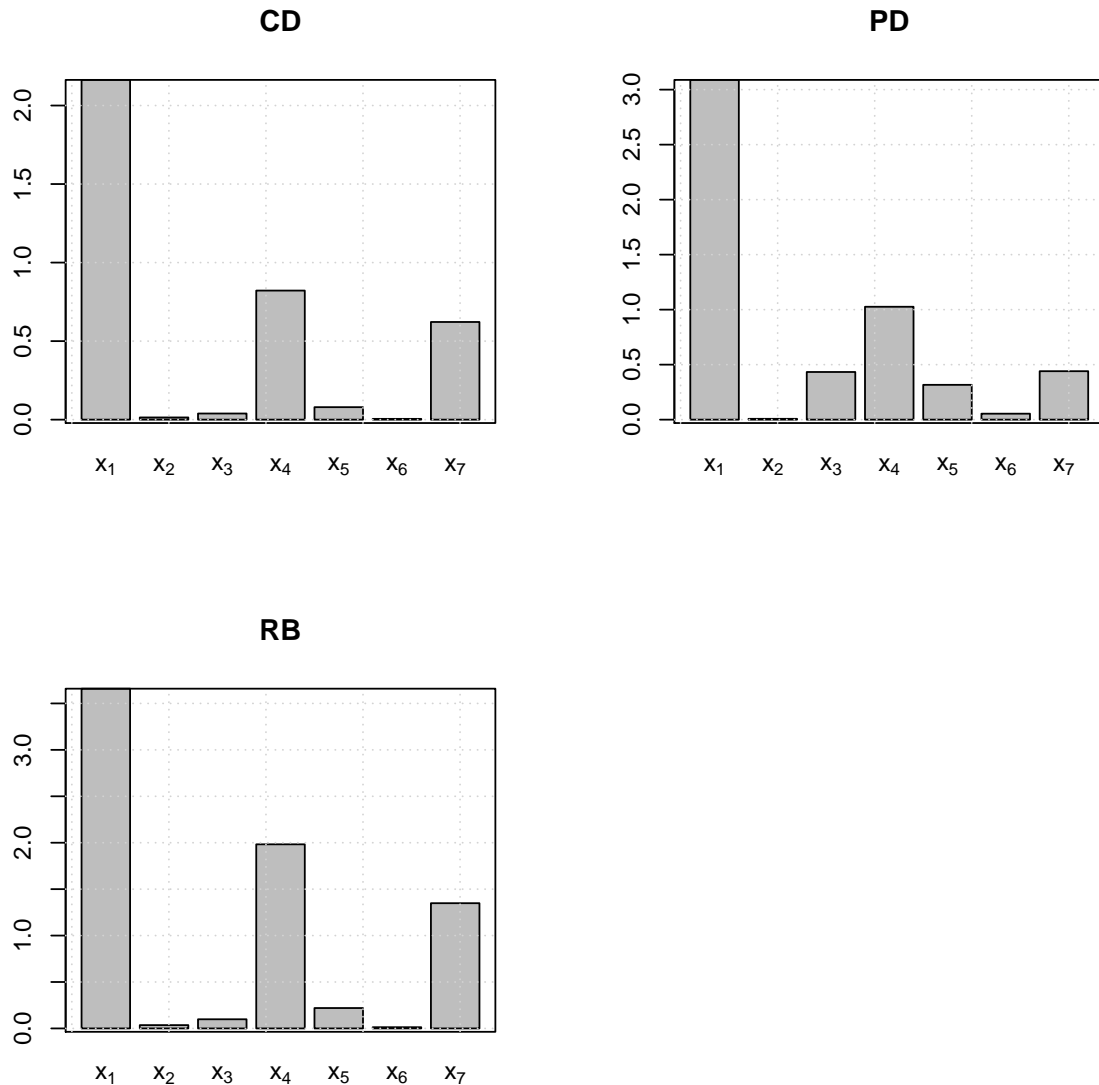 CD
2.0
1.5
1.0
0.5
0.0
x₁ x₂ x₃ x₄ x₅ x₆ x₇
PD
3.0
2.5
2.0
1.5
1.0
0.5
0.0
x₁ x₂ x₃ x₄ x₅ x₆ x₇
RB
3.0
2.0
1.0
0.0
x₁ x₂ x₃ x₄ x₅ x₆ x₇